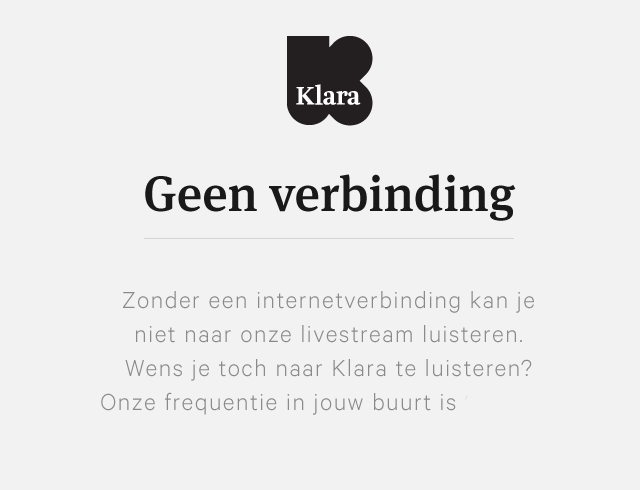 Klara
Geen verbinding
Zonder een internetverbinding kan je
niet naar onze livestream luisteren.
Wens je toch naar Klara te luisteren?
Onze frequentie in jouw buurt is